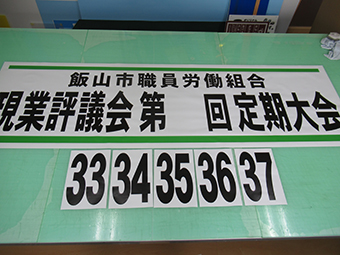 飯山市職員労働組合
現業評議会第　回定期大会
33 34 35 36 37